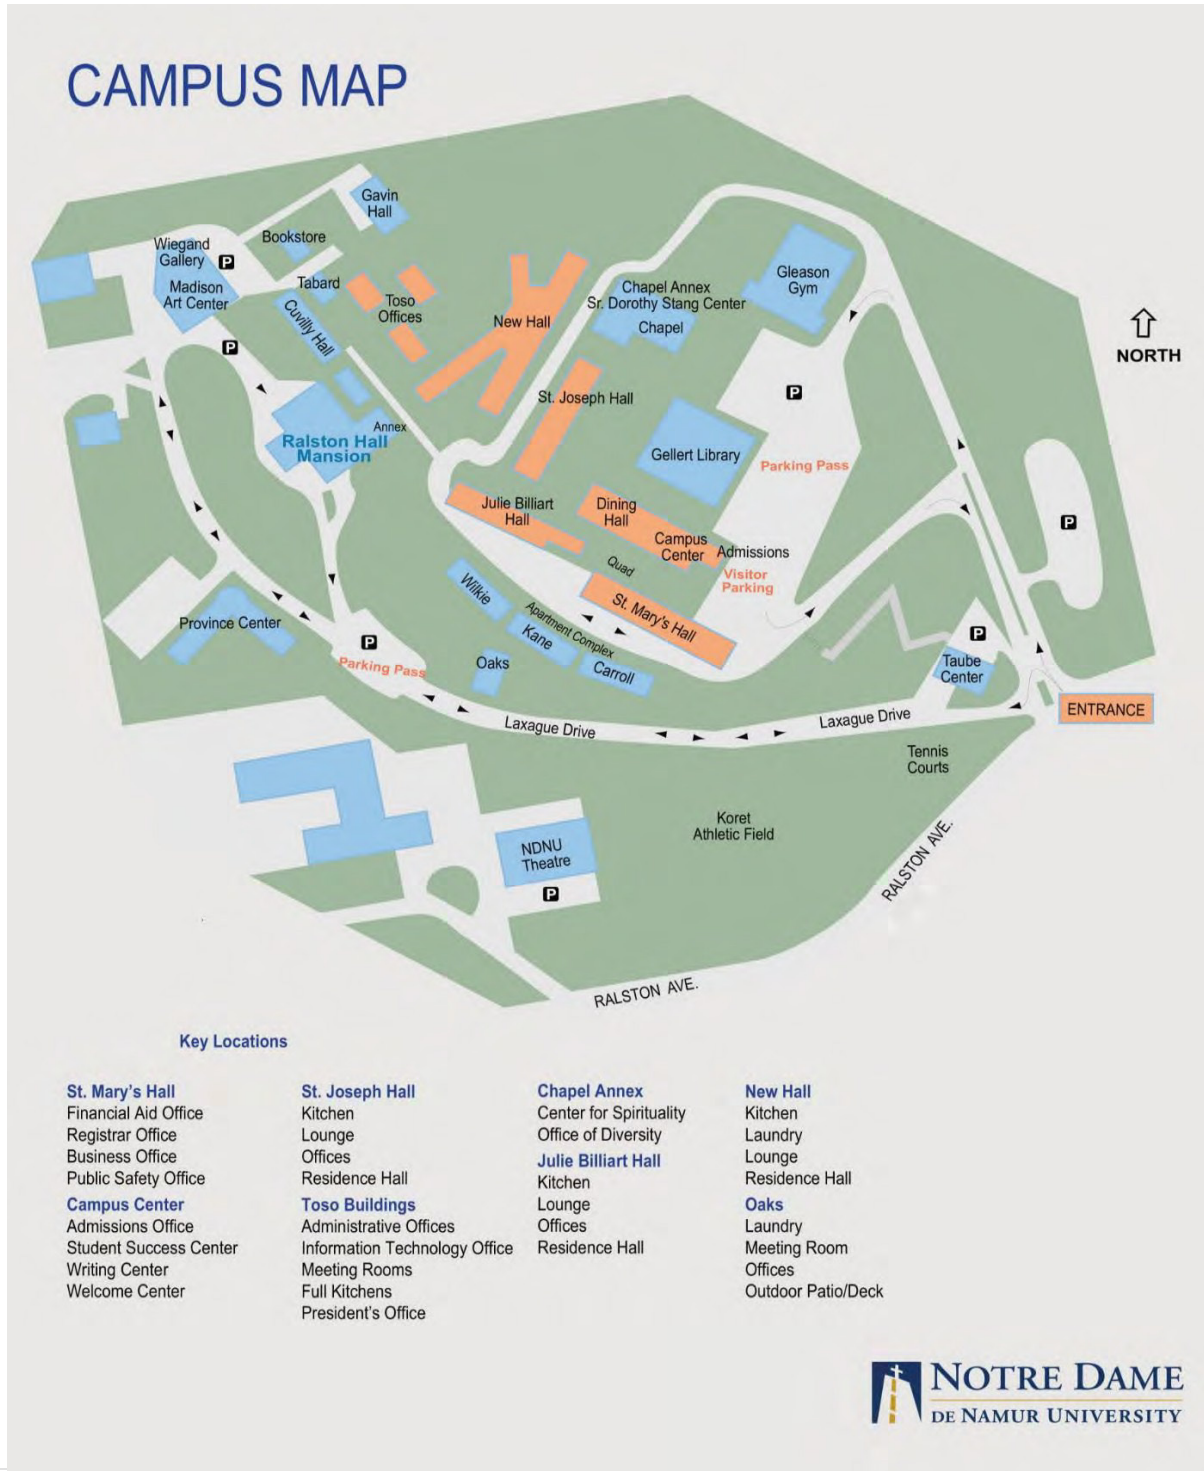 CAMPUS MAP
Gavin
Hall
Bookstore
Wiegand
Gallery
P
Madison
Art Center
Tabard
Cuvilly Hall
Toso
Offices
New Hall
Chapel Annex
Sr. Dorothy Stang Center
Chapel
Gleason
Gym
NORTH
P
P
St. Joseph Hall
Annex
Ralston Hall
Mansion
Gellert Library
Parking Pass
Julie Billiart
Hall
Dining
Hall
P
Campus
Center
Admissions
Quad
Visitor
Parking
Wilkie
St. Mary's Hall
Apartment Complex
Province Center
Kane
P
P
Parking Pass
Oaks
Carroll
Taube
Center
ENTRANCE
Laxague Drive
Laxague Drive
Tennis
Courts
Koret
Athletic Field
NDNU
Theatre
RALSTON AVE.
P
RALSTON AVE.
Key Locations
St. Mary's Hall
Financial Aid Office
Registrar Office
Business Office
Public Safety Office
Campus Center
Admissions Office
Student Success Center
Writing Center
Welcome Center
St. Joseph Hall
Kitchen
Lounge
Offices
Residence Hall
Toso Buildings
Administrative Offices
Information Technology Office
Meeting Rooms
Full Kitchens
President's Office
Chapel Annex
Center for Spirituality
Office of Diversity
Julie Billiart Hall
Kitchen
Lounge
Offices
Residence Hall
New Hall
Kitchen
Laundry
Lounge
Residence Hall
Oaks
Laundry
Meeting Room
Offices
Outdoor Patio/Deck
NOTRE DAME
DE NAMUR UNIVERSITY